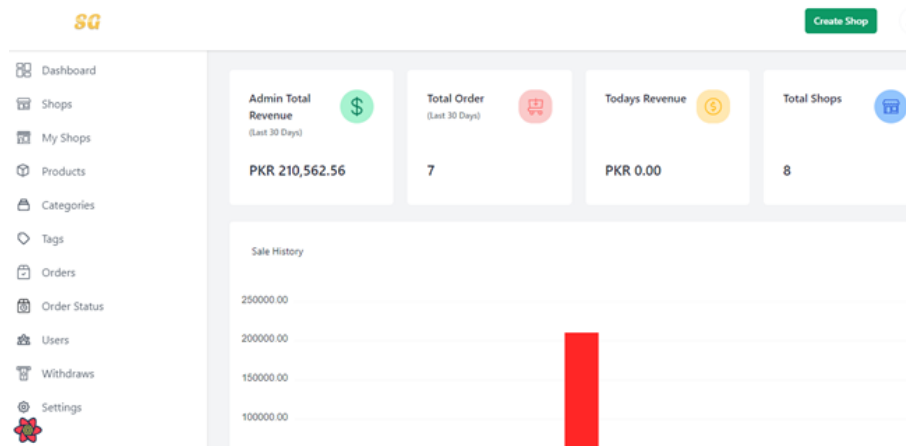 SG
Create Shop
Dashboard
Shops
My Shops
Products
Categories
Tags
Orders
Order Status
Users
Withdraws
Settings
Admin Total
Revenue
(Last 30 Days)
PKR 210,562.56
Total Order
(Last 30 Days)
7
Todays Revenue
PKR 0.00
Total Shops
8
Sale History
250000.00
200000.00
150000.00
100000.00